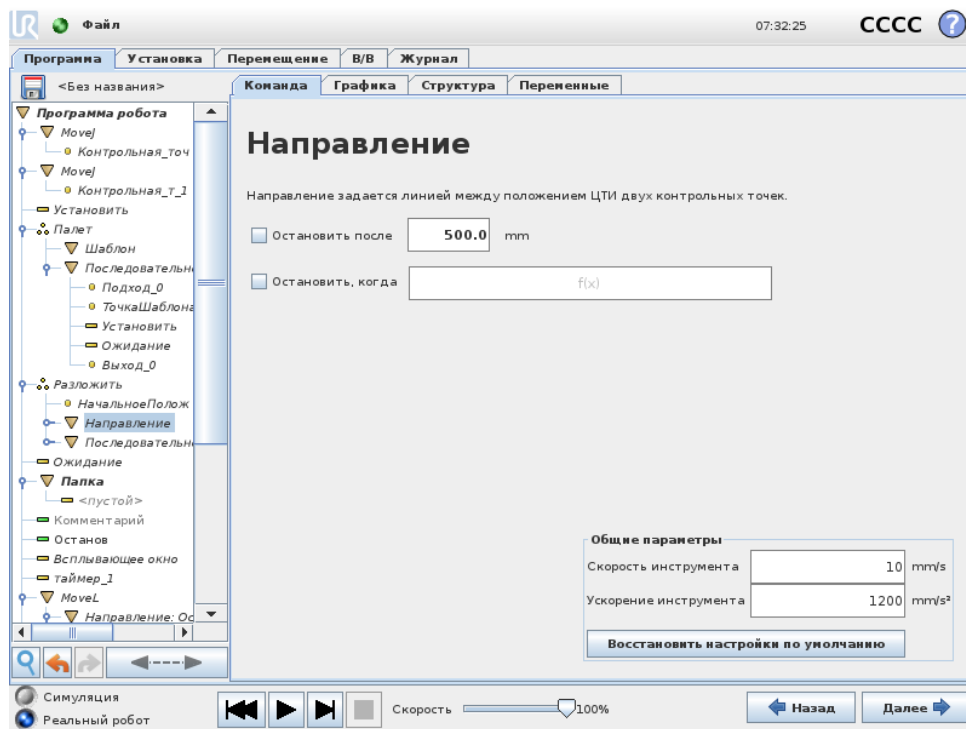 UR Файл 07:32:25 CCCC ?
Программа Установка Перемещение В/В Журнал
<Без названия>
Команда Графика Структура Переменные
Программа робота
MoveJ
Контрольная_точ
MoveJ
Контрольная_т_1
Установить
Палет
Шаблон
Последовательн
Подход_0
ТочкаШаблона
Установить
Ожидание
Выход_0
Разложить
НачальноеПолож
Направление
Последовательн
Ожидание
Папка
<пустой>
Комментарий
Останов
Всплывающее окно
таймер_1
MoveL
Направление: Ос
Направление
Направление задается линией между положением ЦТИ двух контрольных точек.
Остановить после 500.0 mm
Остановить, когда f(x)
Общие параметры
Скорость инструмента 10 mm/s
Ускорение инструмента 1200 mm/s²
Восстановить настройки по умолчанию
Симуляция
Реальный робот
Скорость 100%
Назад Далее